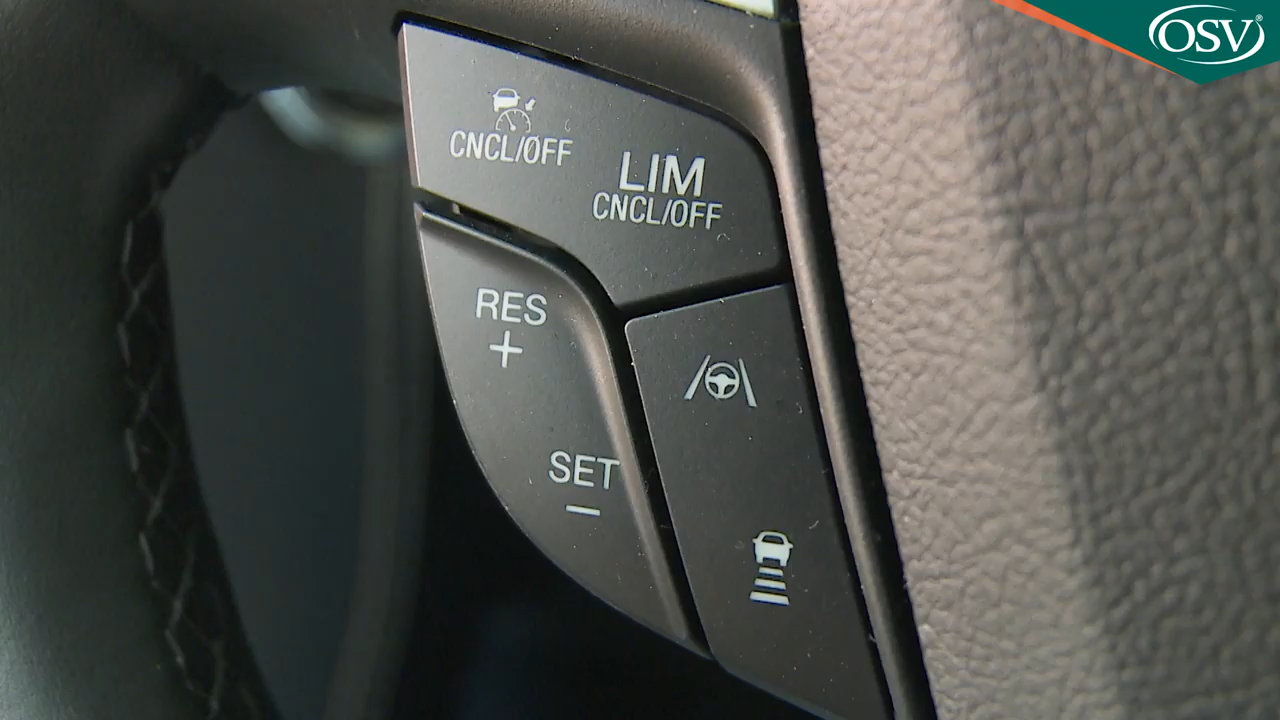 OSV®
CNCL/OFF
LIM
CNCL/OFF
RES
+
SET
–